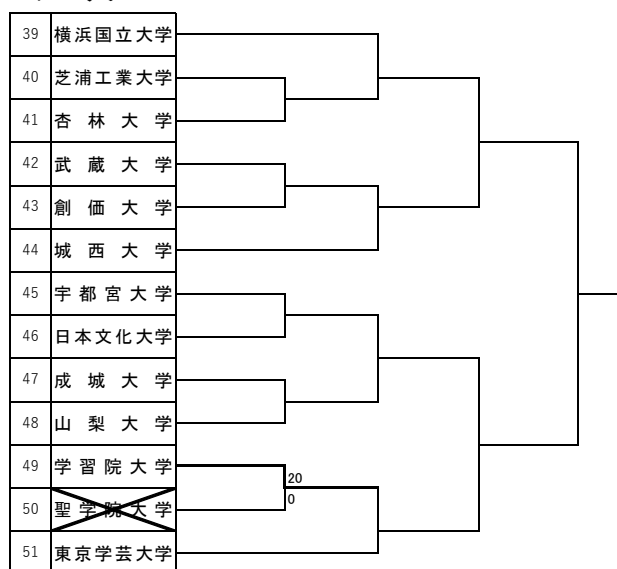 39 横浜国立大学
40 芝浦工業大学
41 杏林大学
42 武蔵大学
43 創価大学
44 城西大学
45 宇都宮大学
46 日本文化大学
47 成城大学
48 山梨大学
49 学習院大学
20
0
50 聖学院大学
51 東京学芸大学